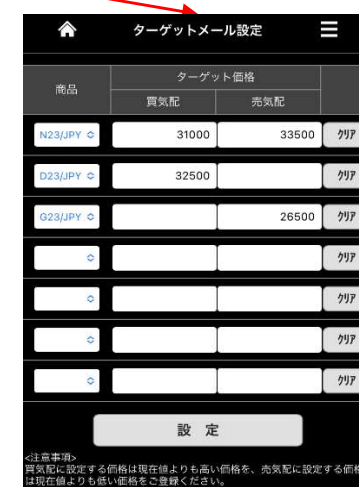 ターゲットメール設定
商品 ターゲット価格
買気配 売気配
N23/JPY 31000 33500 クリア
D23/JPY 32500 クリア
G23/JPY 26500 クリア
クリア
クリア
クリア
クリア
設 定
<注意事項>
買気配に設定する価格は現在値よりも高い価格を、売気配に設定する価格
は現在値よりも低い価格をご登録ください。